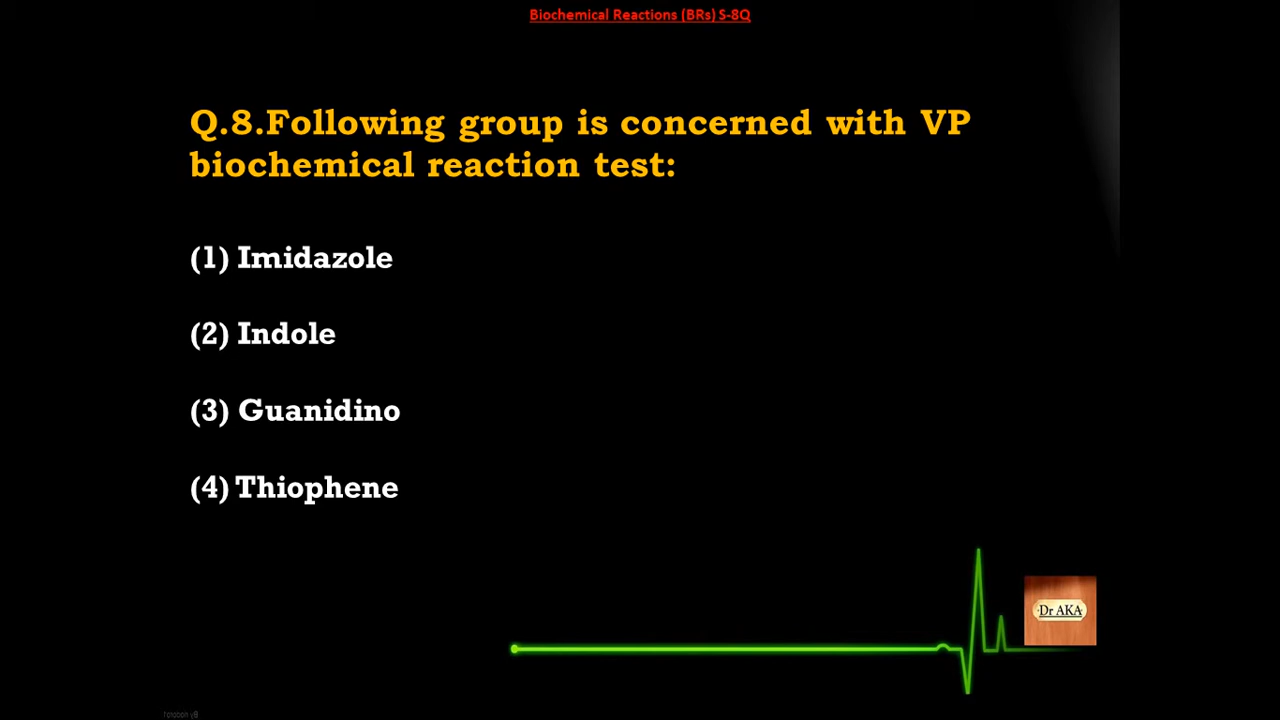 Biochemical Reactions (BRs) S-8Q
Q.8.Following group is concerned with VP
biochemical reaction test:
(1) Imidazole
(2) Indole
(3) Guanidino
(4) Thiophene
Dr AKA